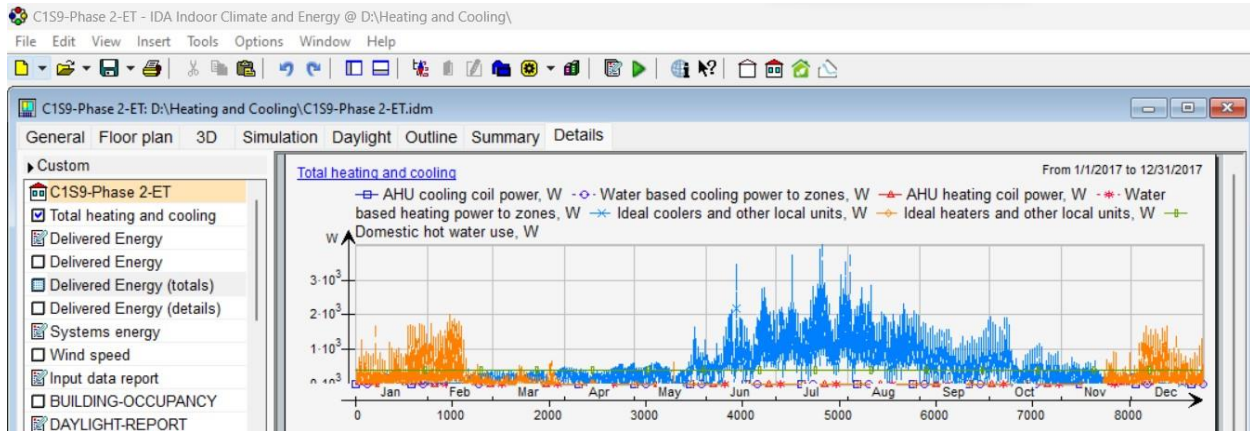 C1S9-Phase 2-ET - IDA Indoor Climate and Energy @ D:\Heating and Cooling\
File Edit View Insert Tools Options Window Help
C1S9-Phase 2-ET: D:\Heating and Cooling\C1S9-Phase 2-ET.idm
General Floor plan 3D Simulation Daylight Outline Summary Details
Custom
C1S9-Phase 2-ET
Total heating and cooling
Delivered Energy
Delivered Energy
Delivered Energy (totals)
Delivered Energy (details)
Systems energy
Wind speed
Input data report
BUILDING-OCCUPANCY
DAYLIGHT-REPORT
Total heating and cooling
From 1/1/2017 to 12/31/2017
AHU cooling coil power, W Water based cooling power to zones, W AHU heating coil power, W Water
based heating power to zones, W Ideal coolers and other local units, W Ideal heaters and other local units, W
Domestic hot water use, W
W
3·10³
2·10³
1·10³
0·10³
Jan Feb Mar Apr May Jun Jul Aug Sep Oct Nov Dec
0 1000 2000 3000 4000 5000 6000 7000 8000